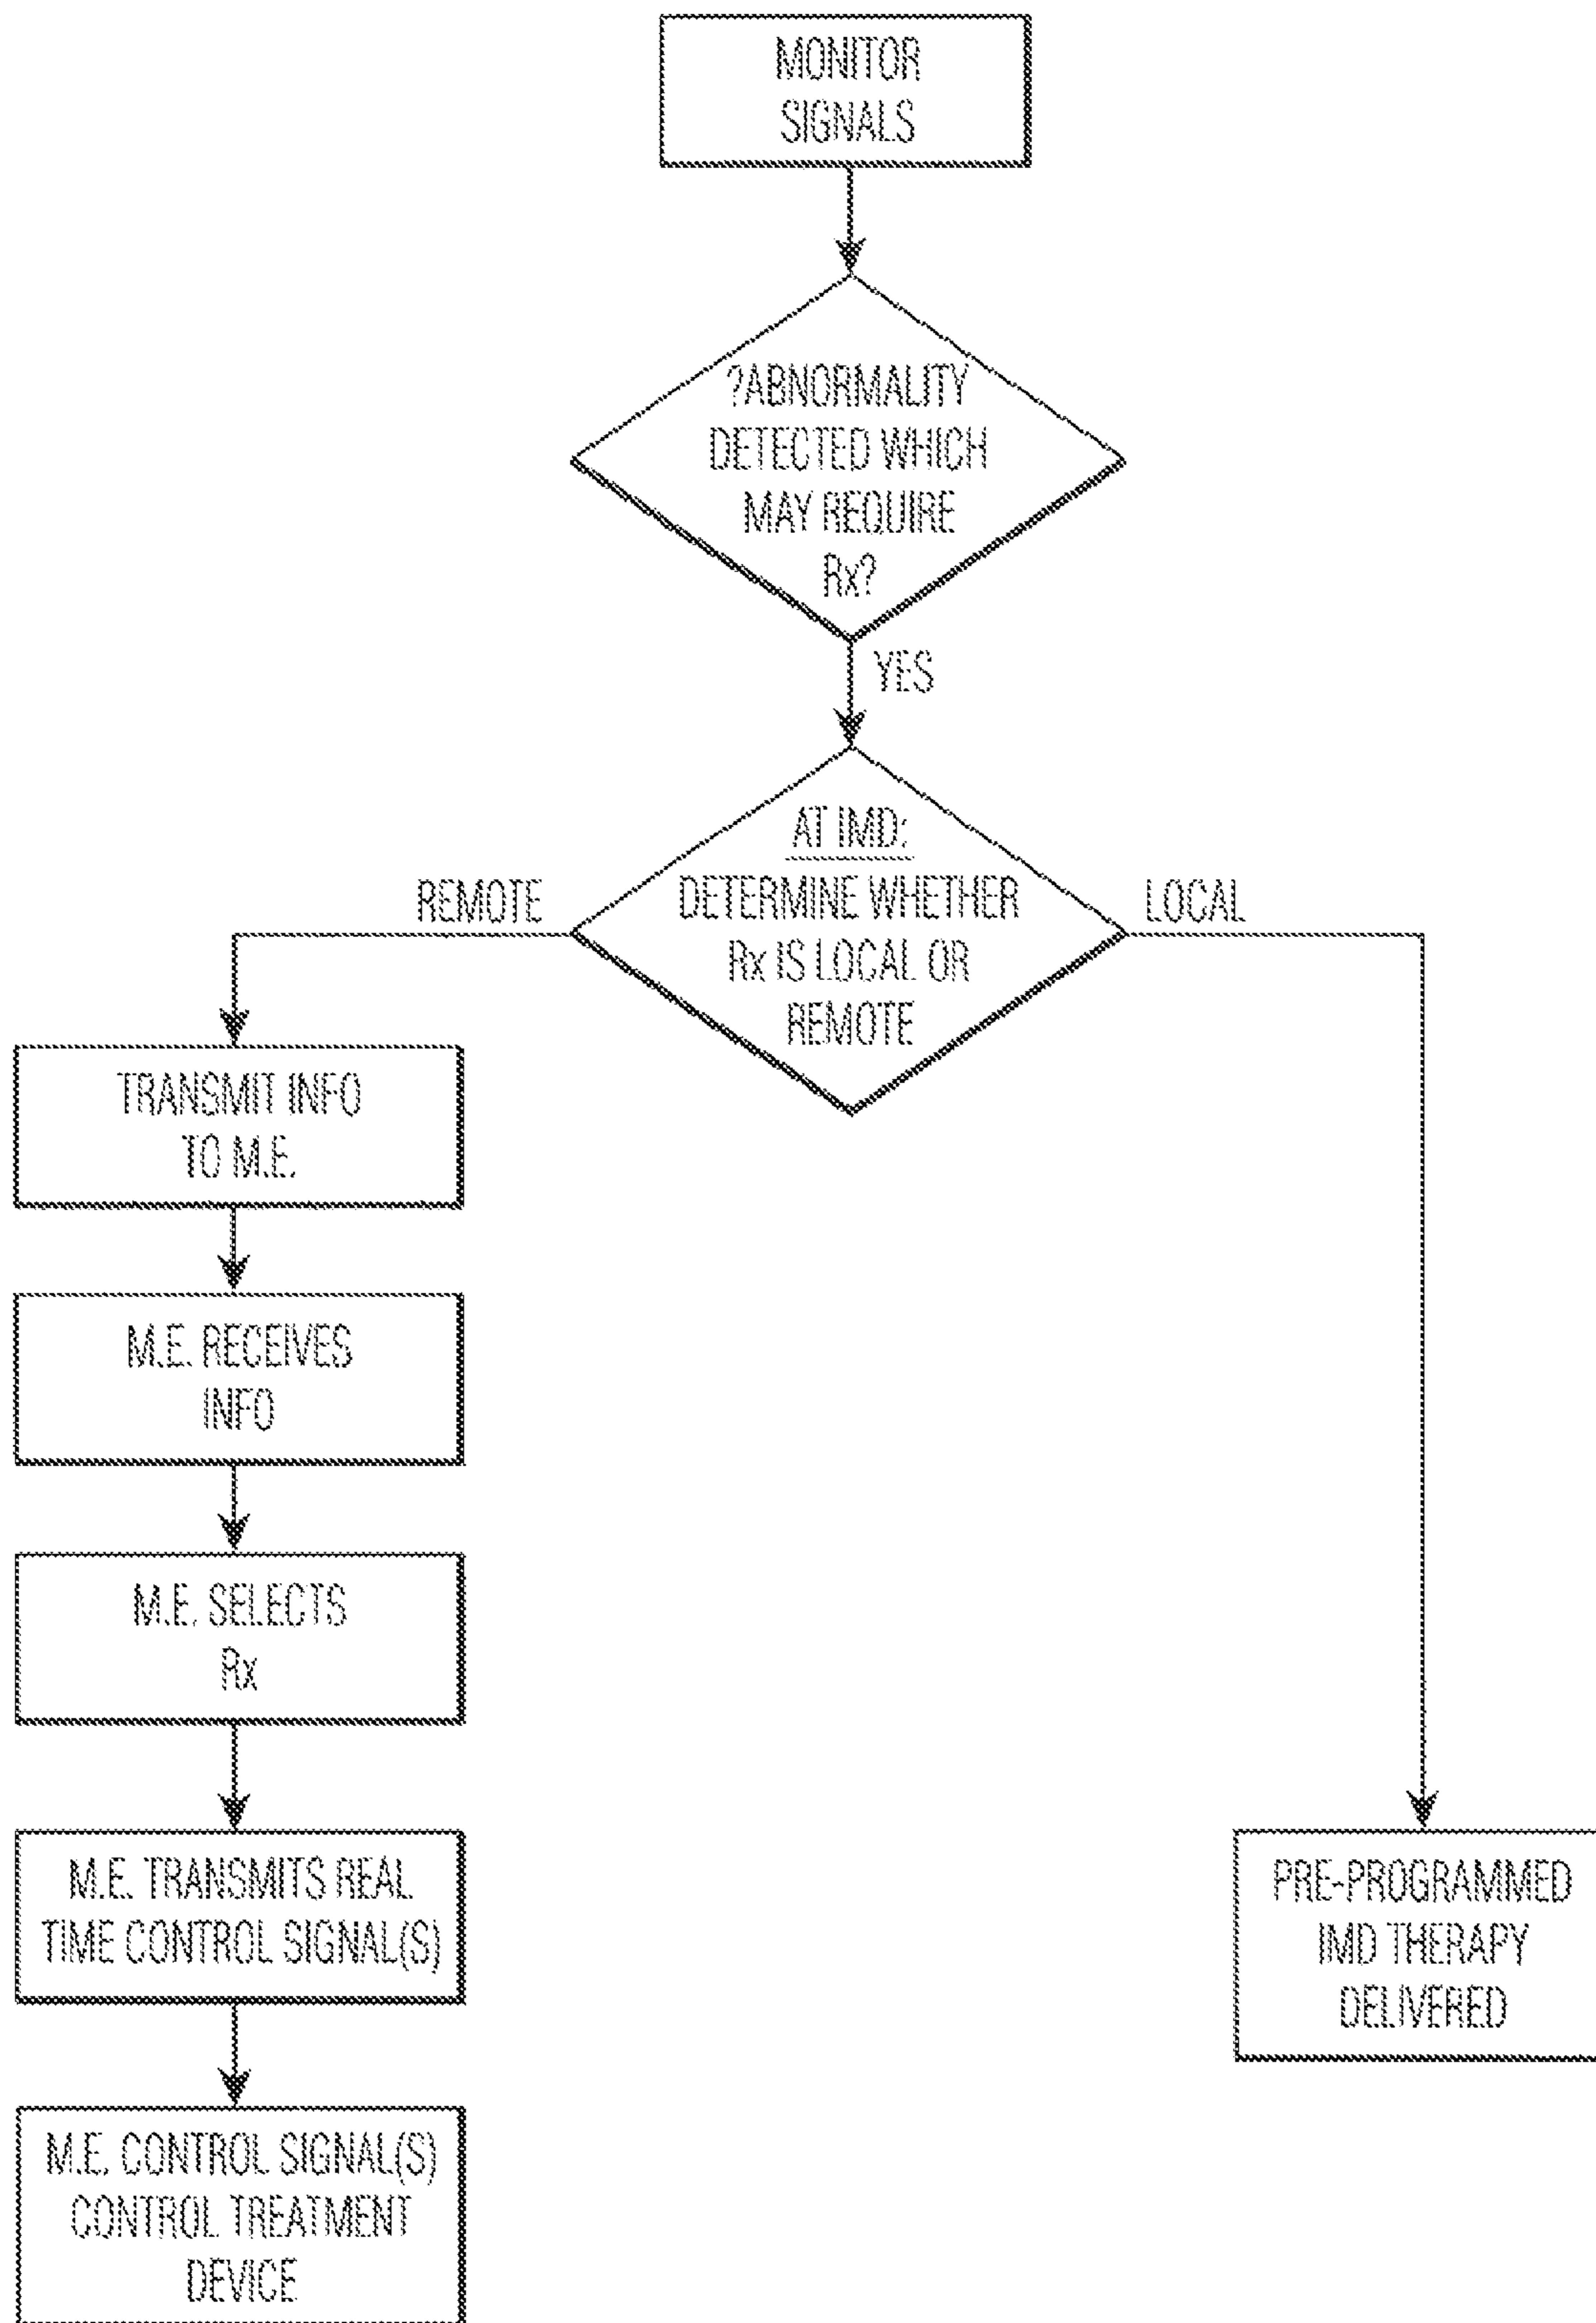 MONITOR
SIGNALS
?ABNORMALITY
DETECTED WHICH
MAY REQUIRE
Rx?
YES
AT IMD:
DETERMINE WHETHER
Rx IS LOCAL OR
REMOTE
REMOTE
LOCAL
TRANSMIT INFO
TO M.E.
M.E. RECEIVES
INFO
M.E. SELECTS
Rx
M.E. TRANSMITS REAL
TIME CONTROL SIGNAL(S)
M.E. CONTROL SIGNAL(S)
CONTROL TREATMENT
DEVICE
PRE-PROGRAMMED
IMD THERAPY
DELIVERED